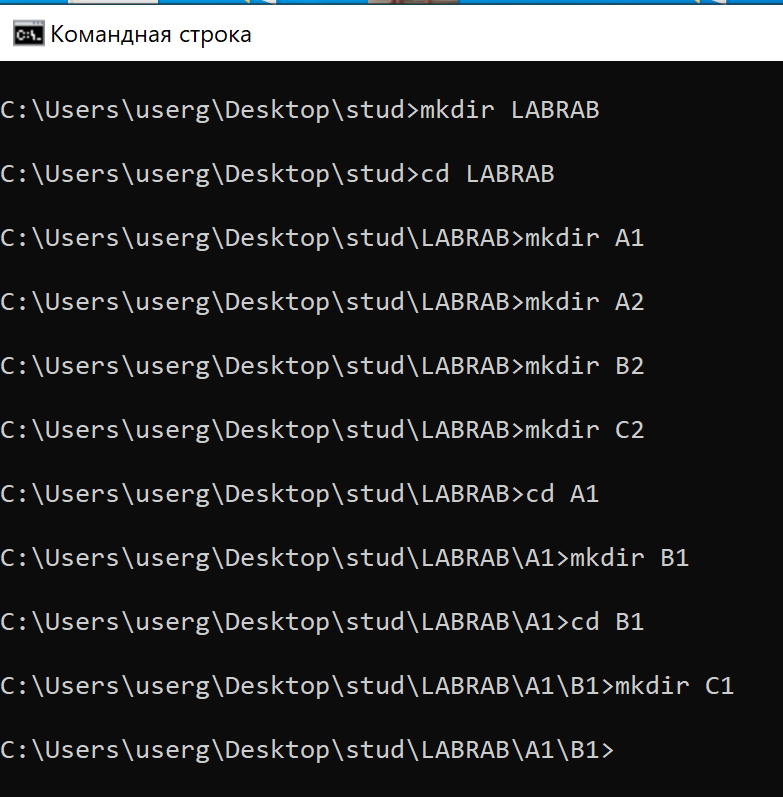 Командная строка
C:\Users\userg\Desktop\stud>mkdir LABRAB
C:\Users\userg\Desktop\stud>cd LABRAB
C:\Users\userg\Desktop\stud\LABRAB>mkdir A1
C:\Users\userg\Desktop\stud\LABRAB>mkdir A2
C:\Users\userg\Desktop\stud\LABRAB>mkdir B2
C:\Users\userg\Desktop\stud\LABRAB>mkdir C2
C:\Users\userg\Desktop\stud\LABRAB>cd A1
C:\Users\userg\Desktop\stud\LABRAB\A1>mkdir B1
C:\Users\userg\Desktop\stud\LABRAB\A1>cd B1
C:\Users\userg\Desktop\stud\LABRAB\A1\B1>mkdir C1
C:\Users\userg\Desktop\stud\LABRAB\A1\B1>